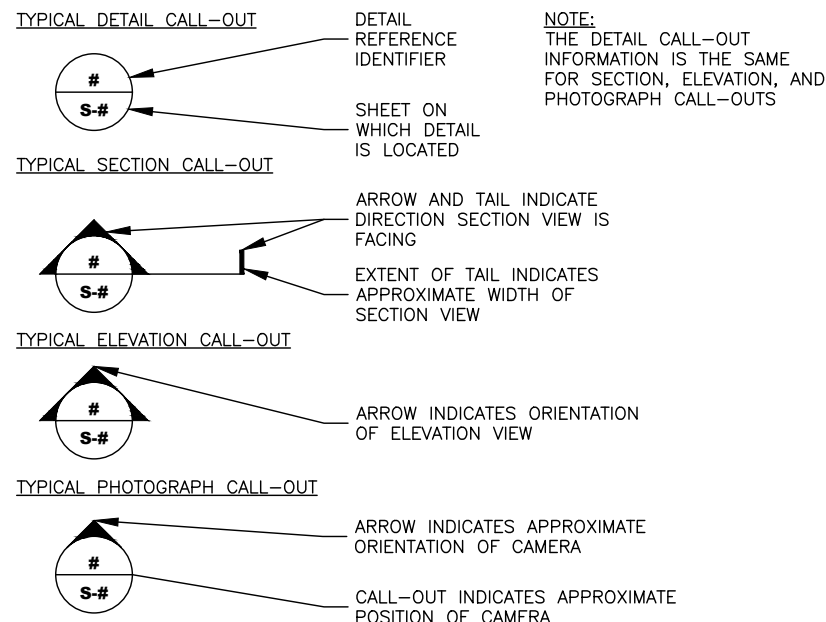 TYPICAL DETAIL CALL-OUT
#
S-#
DETAIL
REFERENCE
IDENTIFIER
SHEET ON
WHICH DETAIL
IS LOCATED
NOTE:
THE DETAIL CALL-OUT
INFORMATION IS THE SAME
FOR SECTION, ELEVATION, AND
PHOTOGRAPH CALL-OUTS
TYPICAL SECTION CALL-OUT
#
S-#
ARROW AND TAIL INDICATE
DIRECTION SECTION VIEW IS
FACING
EXTENT OF TAIL INDICATES
APPROXIMATE WIDTH OF
SECTION VIEW
TYPICAL ELEVATION CALL-OUT
#
S-#
ARROW INDICATES ORIENTATION
OF ELEVATION VIEW
TYPICAL PHOTOGRAPH CALL-OUT
#
S-#
ARROW INDICATES APPROXIMATE
ORIENTATION OF CAMERA
CALL-OUT INDICATES APPROXIMATE
POSITION OF CAMERA